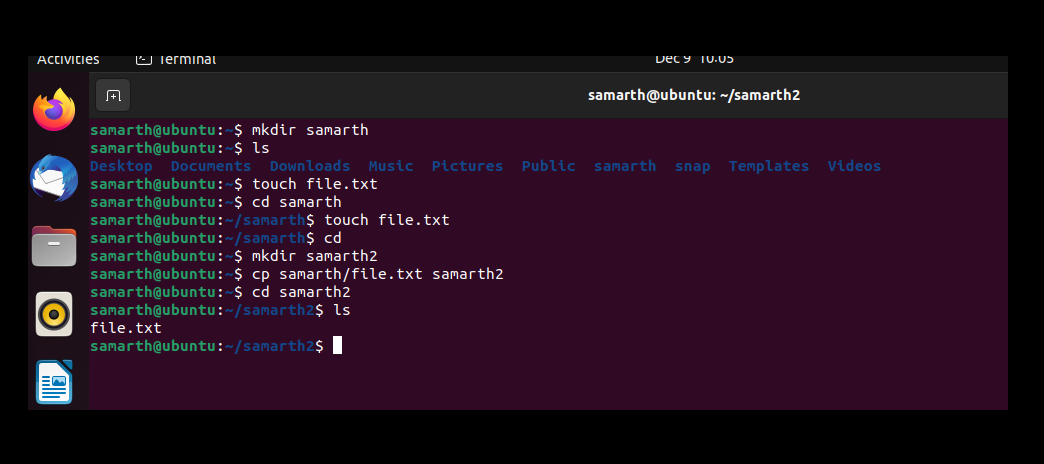 Activities Terminal Dec 9 10:05
samarth@ubuntu: ~/samarth2
samarth@ubuntu:~$ mkdir samarth
samarth@ubuntu:~$ ls
Desktop Documents Downloads Music Pictures Public samarth snap Templates Videos
samarth@ubuntu:~$ touch file.txt
samarth@ubuntu:~$ cd samarth
samarth@ubuntu:~/samarth$ touch file.txt
samarth@ubuntu:~/samarth$ cd
samarth@ubuntu:~$ mkdir samarth2
samarth@ubuntu:~$ cp samarth/file.txt samarth2
samarth@ubuntu:~$ cd samarth2
samarth@ubuntu:~/samarth2$ ls
file.txt
samarth@ubuntu:~/samarth2$